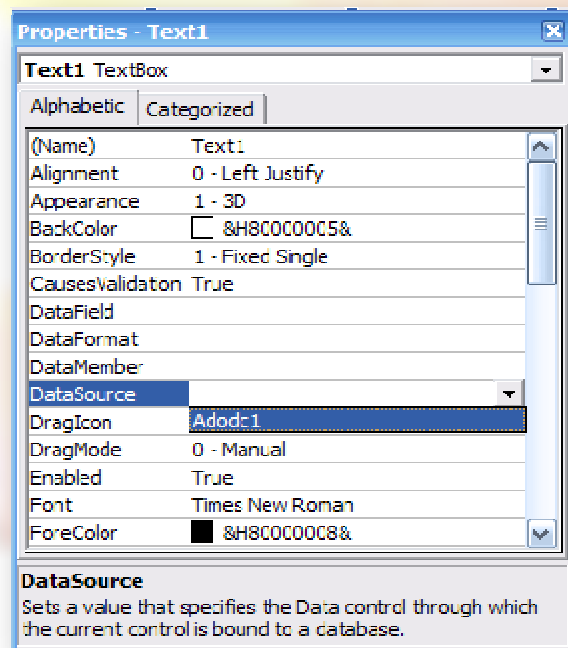 Properties - Text1
Text1 TextBox
Alphabetic Categorized
(Name) Text1
Alignment 0 - Left Justify
Appearance 1 - 3D
BackColor &H80000005&
BorderStyle 1 - Fixed Single
CausesValidation True
DataField
DataFormat
DataMember
DataSource
Adodc1
DragIcon
DragMode 0 - Manual
Enabled True
Font Times New Roman
ForeColor &H80000008&
DataSource
Sets a value that specifies the Data control through which
the current control is bound to a database.